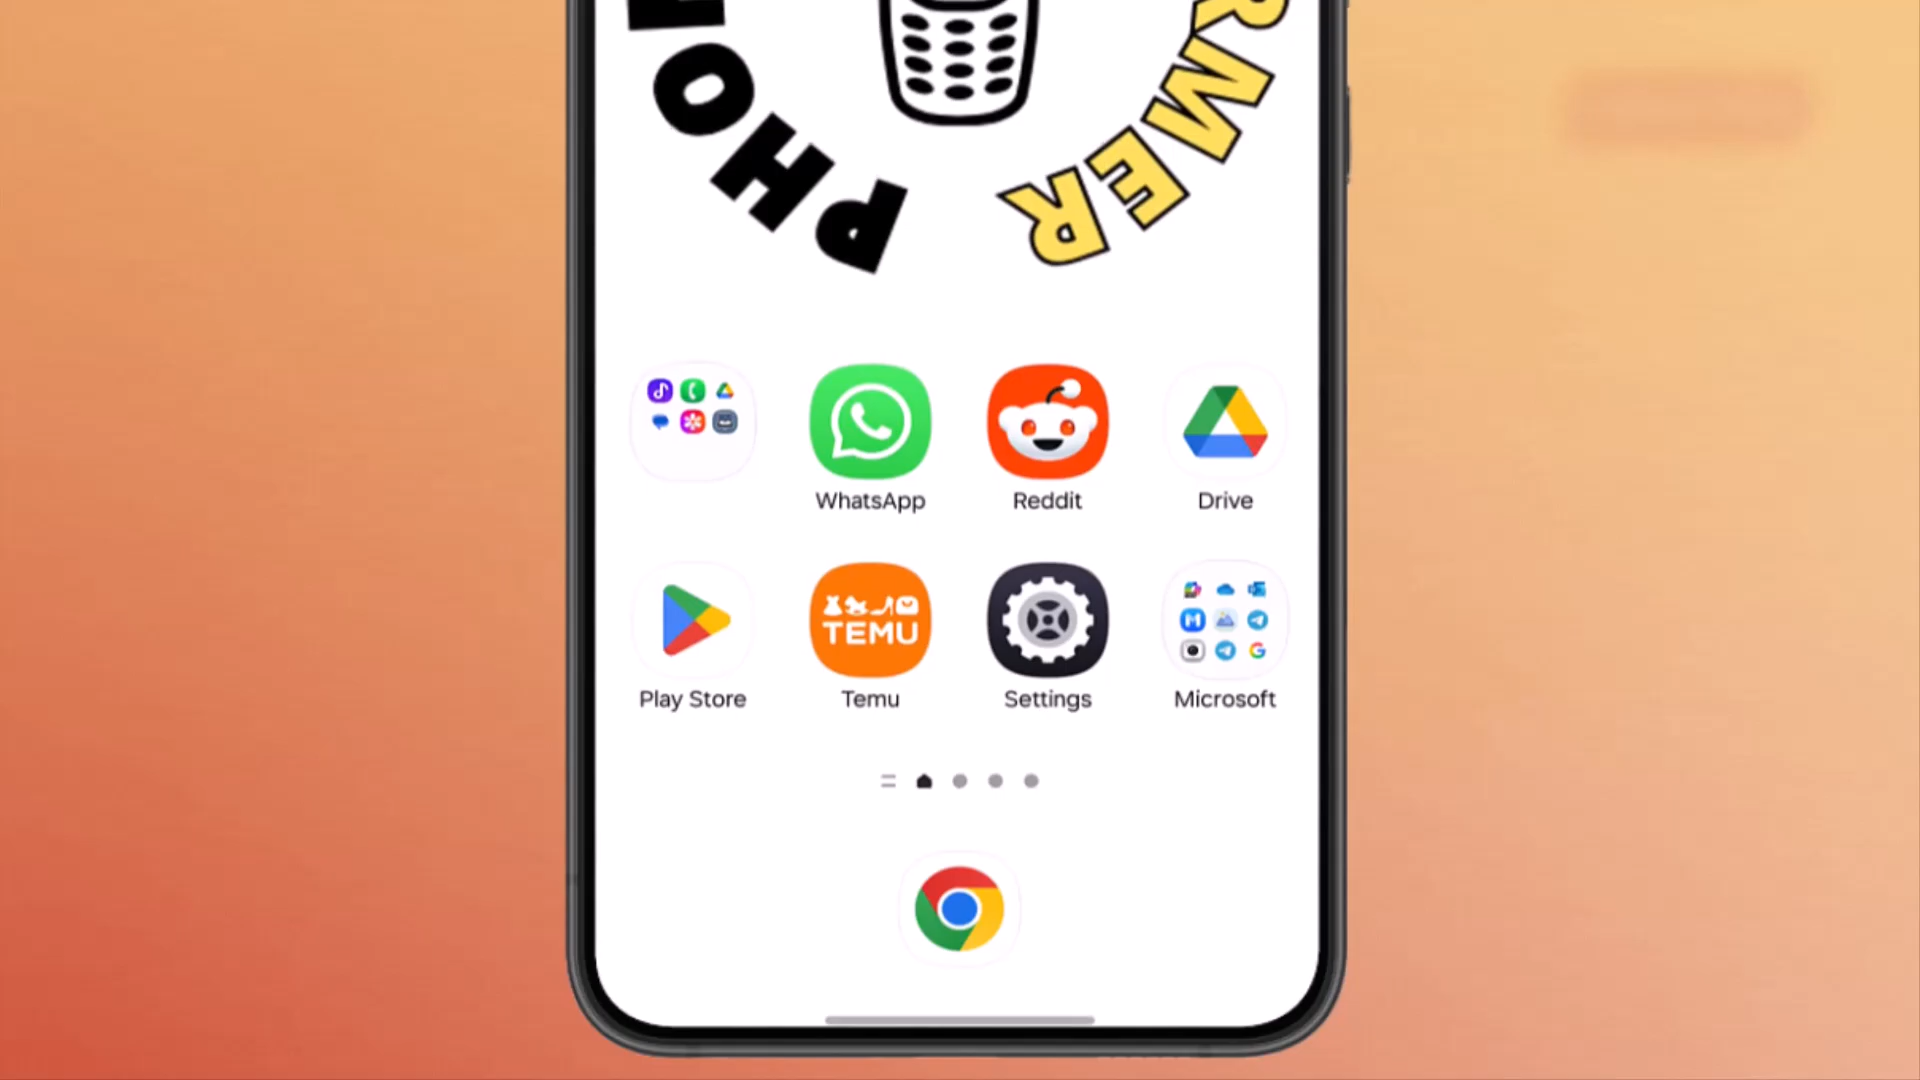 PHO
RMER
WhatsApp
Reddit
Drive
TEMU
Play Store
Temu
Settings
Microsoft